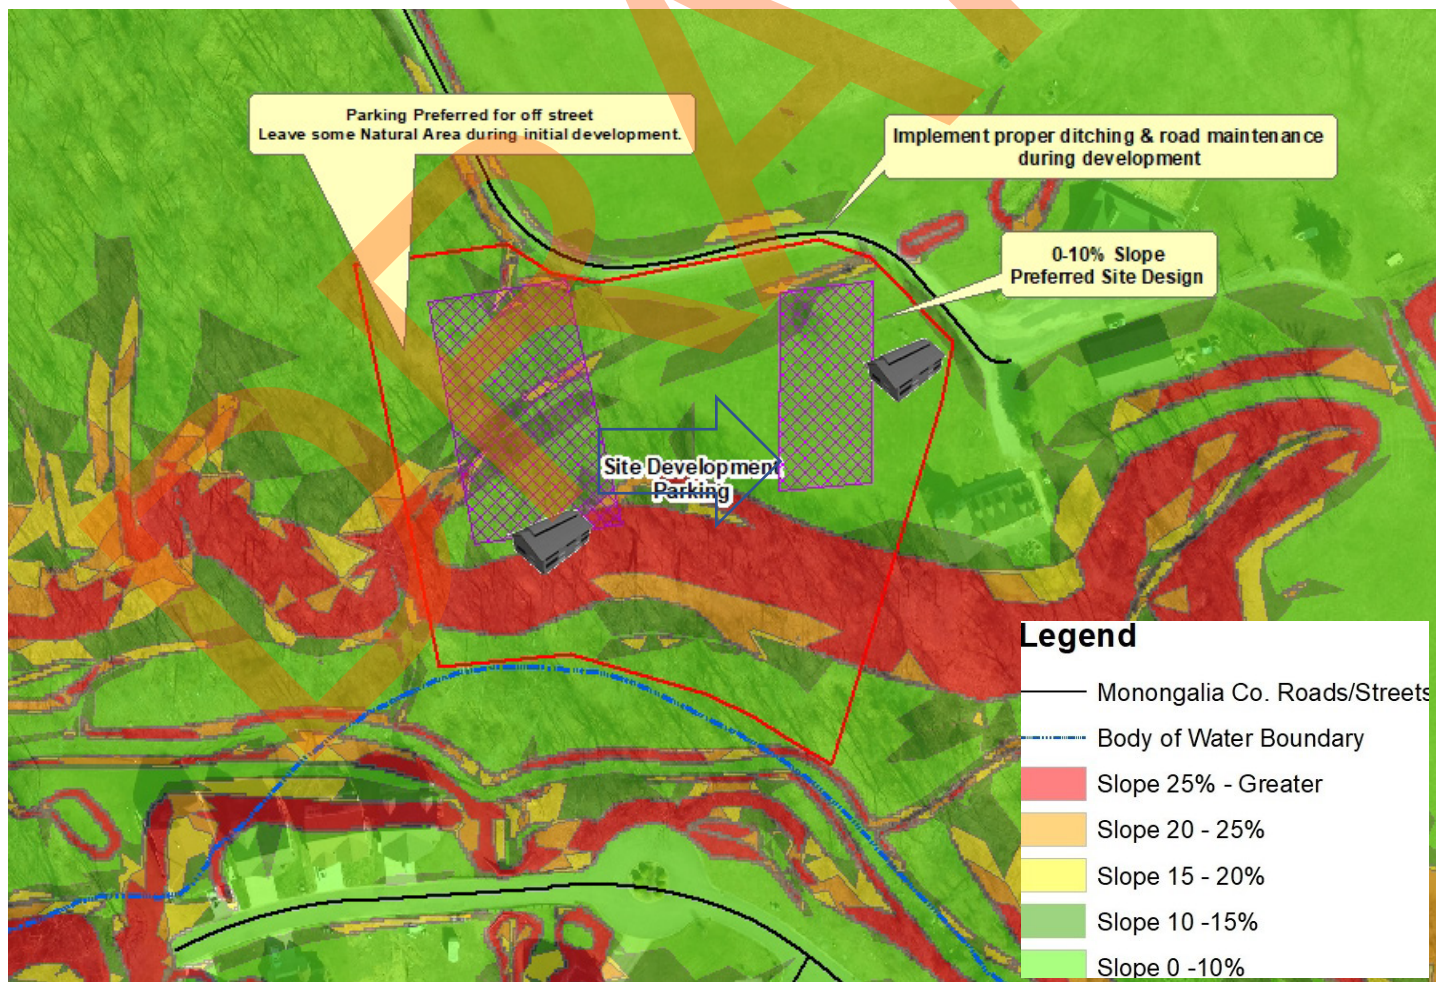 Parking Preferred for off street
Leave some Natural Area during initial development.
Implement proper ditching & road maintenance
during development
0-10% Slope
Preferred Site Design
Site Development
Parking
DRAFT
Legend
Monongalia Co. Roads/Streets
Body of Water Boundary
Slope 25% - Greater
Slope 20 - 25%
Slope 15 - 20%
Slope 10 -15%
Slope 0 -10%